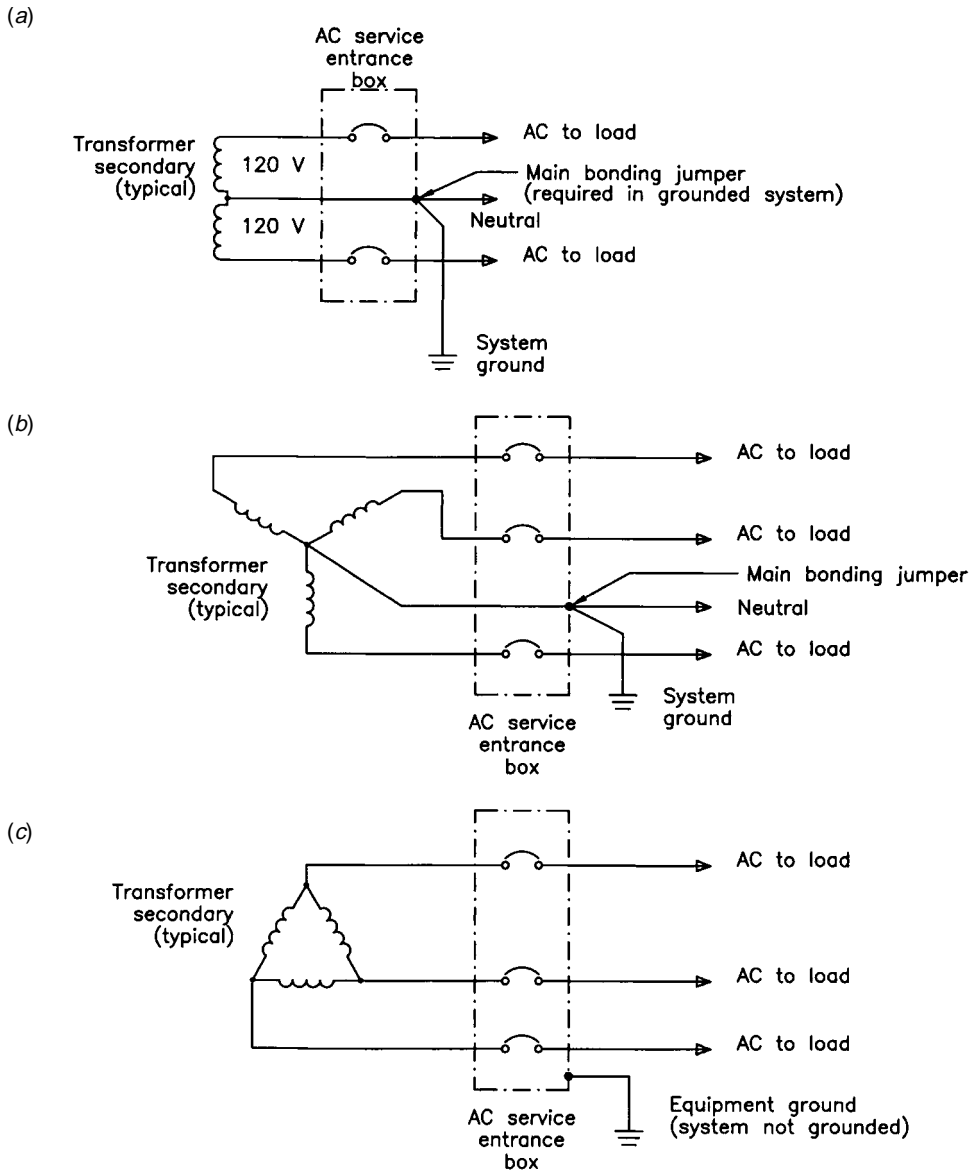 (a)
AC service
entrance
box
Transformer
secondary
(typical)
120 V
120 V
AC to load
Main bonding jumper
(required in grounded system)
Neutral
AC to load
System
ground
(b)
AC to load
AC to load
Transformer
secondary
(typical)
Main bonding jumper
Neutral
AC to load
System
ground
AC service
entrance
box
(c)
AC to load
Transformer
secondary
(typical)
AC to load
AC to load
Equipment ground
(system not grounded)
AC service
entrance
box